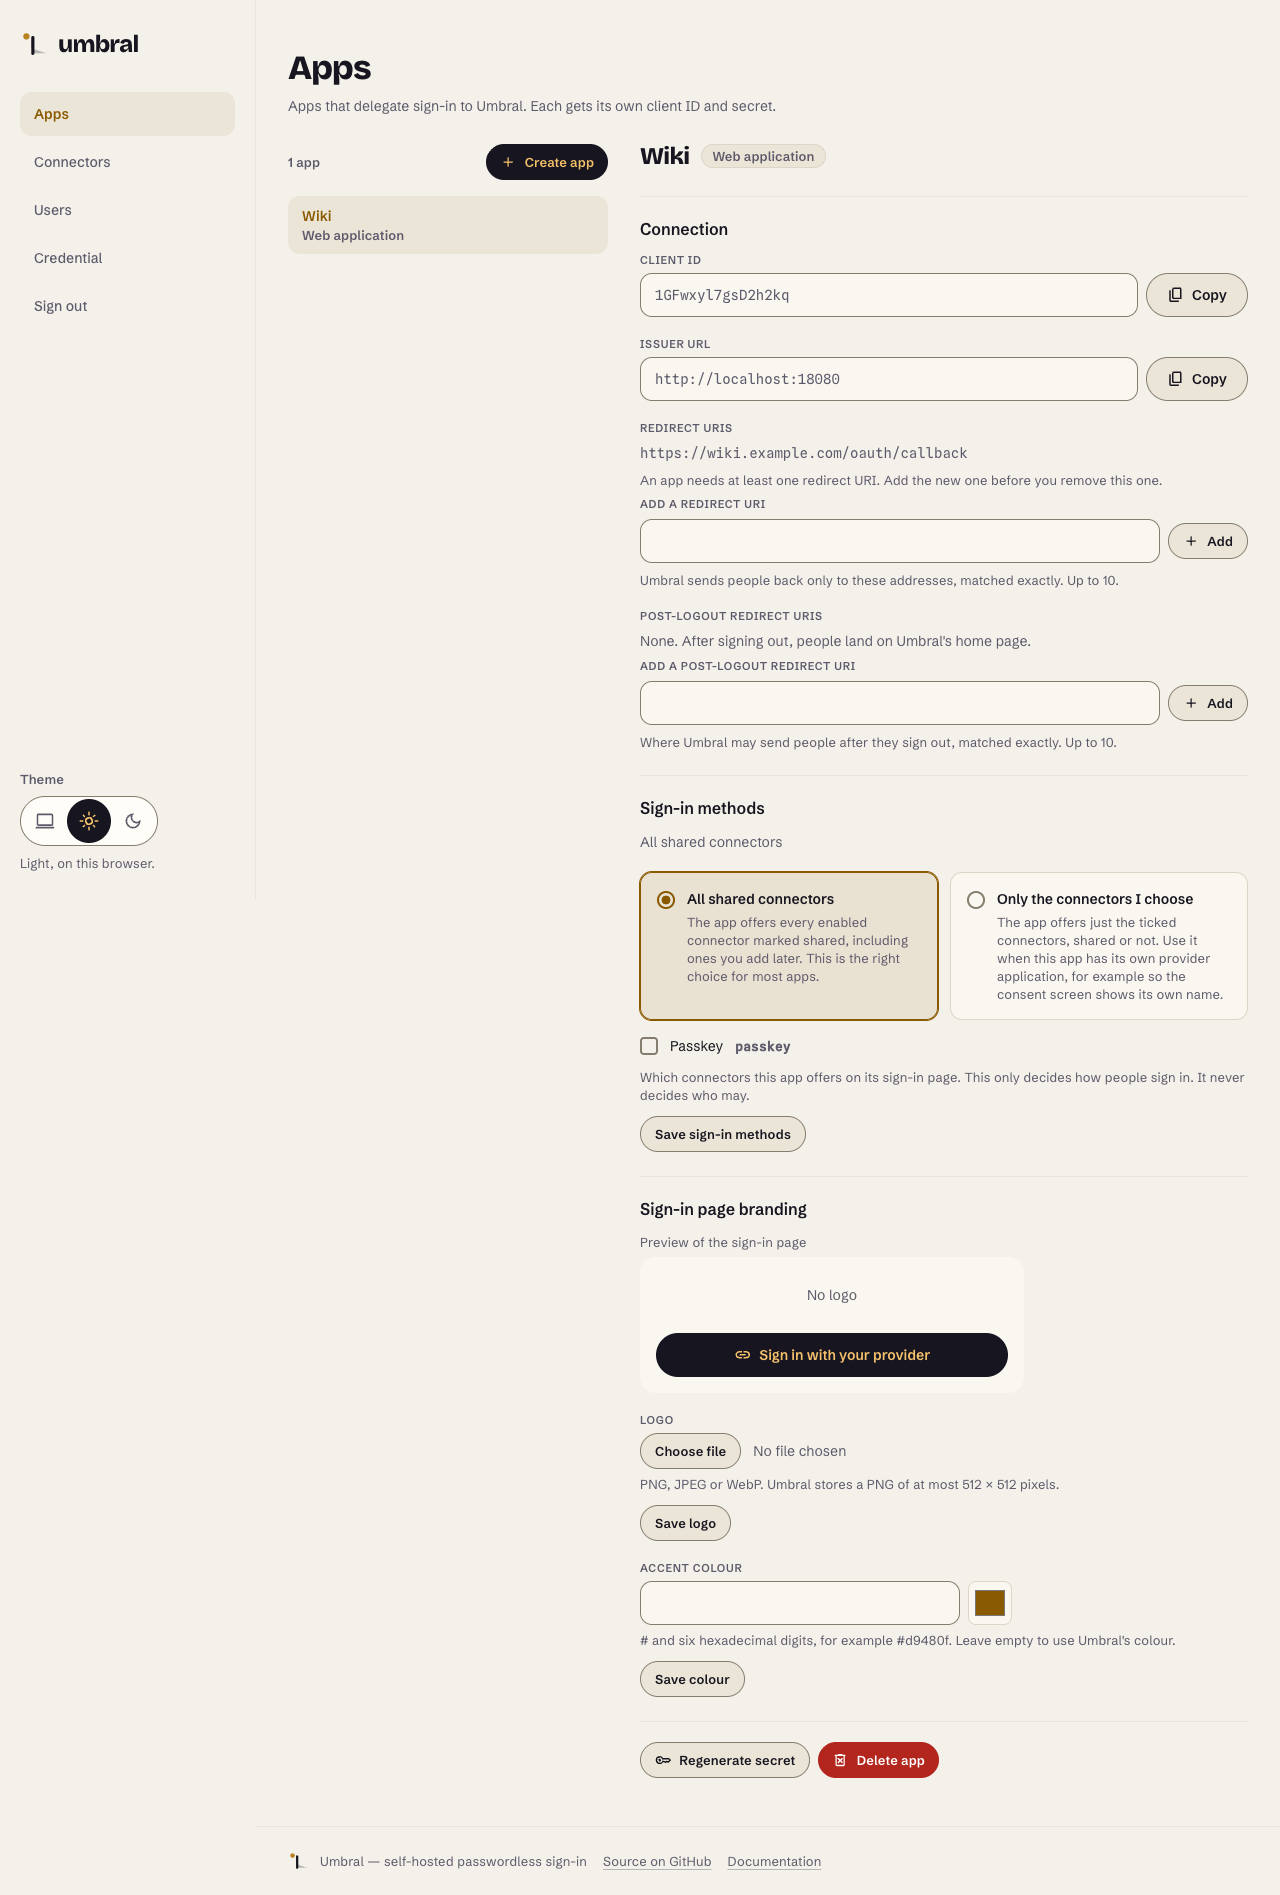 umbral
Apps
Connectors
Users
Credential
Sign out
Theme
Light, on this browser.
Apps
Apps that delegate sign-in to Umbral. Each gets its own client ID and secret.
1 app
Create app
Wiki
Web application
Wiki
Web application
Connection
CLIENT ID
1GFwxyl7gsD2h2kq
Copy
ISSUER URL
http://localhost:18080
Copy
REDIRECT URIS
https://wiki.example.com/oauth/callback
An app needs at least one redirect URI. Add the new one before you remove this one.
ADD A REDIRECT URI
Add
Umbral sends people back only to these addresses, matched exactly. Up to 10.
POST-LOGOUT REDIRECT URIS
None. After signing out, people land on Umbral's home page.
ADD A POST-LOGOUT REDIRECT URI
Add
Where Umbral may send people after they sign out, matched exactly. Up to 10.
Sign-in methods
All shared connectors
All shared connectors
The app offers every enabled
connector marked shared, including
ones you add later. This is the right
choice for most apps.
Only the connectors I choose
The app offers just the ticked
connectors, shared or not. Use it
when this app has its own provider
application, for example so the
consent screen shows its own name.
Passkey passkey
Which connectors this app offers on its sign-in page. This only decides how people sign in. It never
decides who may.
Save sign-in methods
Sign-in page branding
Preview of the sign-in page
No logo
Sign in with your provider
LOGO
Choose file
No file chosen
PNG, JPEG or WebP. Umbral stores a PNG of at most 512 × 512 pixels.
Save logo
ACCENT COLOUR
# and six hexadecimal digits, for example #d9480f. Leave empty to use Umbral's colour.
Save colour
Regenerate secret
Delete app
Umbral — self-hosted passwordless sign-in
Source on GitHub
Documentation